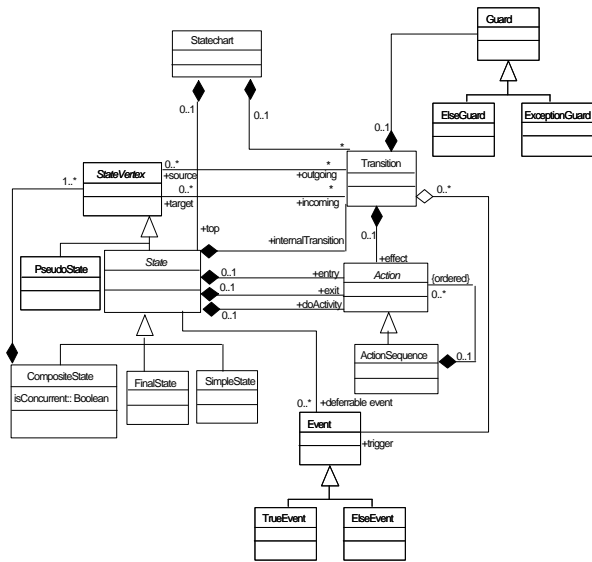 Guard
Statechart
0..1
0..1
0..1
ElseGuard
ExceptionGuard
*
0..*
*
Transition
StateVertex
+source
+outgoing
1..*
0..*
*
0..*
+target
+incoming
+top
+internalTransition
0..1
+effect
PseudoState
State
0..1
+entry
Action
{ordered}
0..1
+exit
0..*
0..1
+doActivity
ActionSequence
0..1
CompositeState
FinalState
SimpleState
isConcurrent:: Boolean
0..*
+deferrable event
Event
+trigger
TrueEvent
ElseEvent